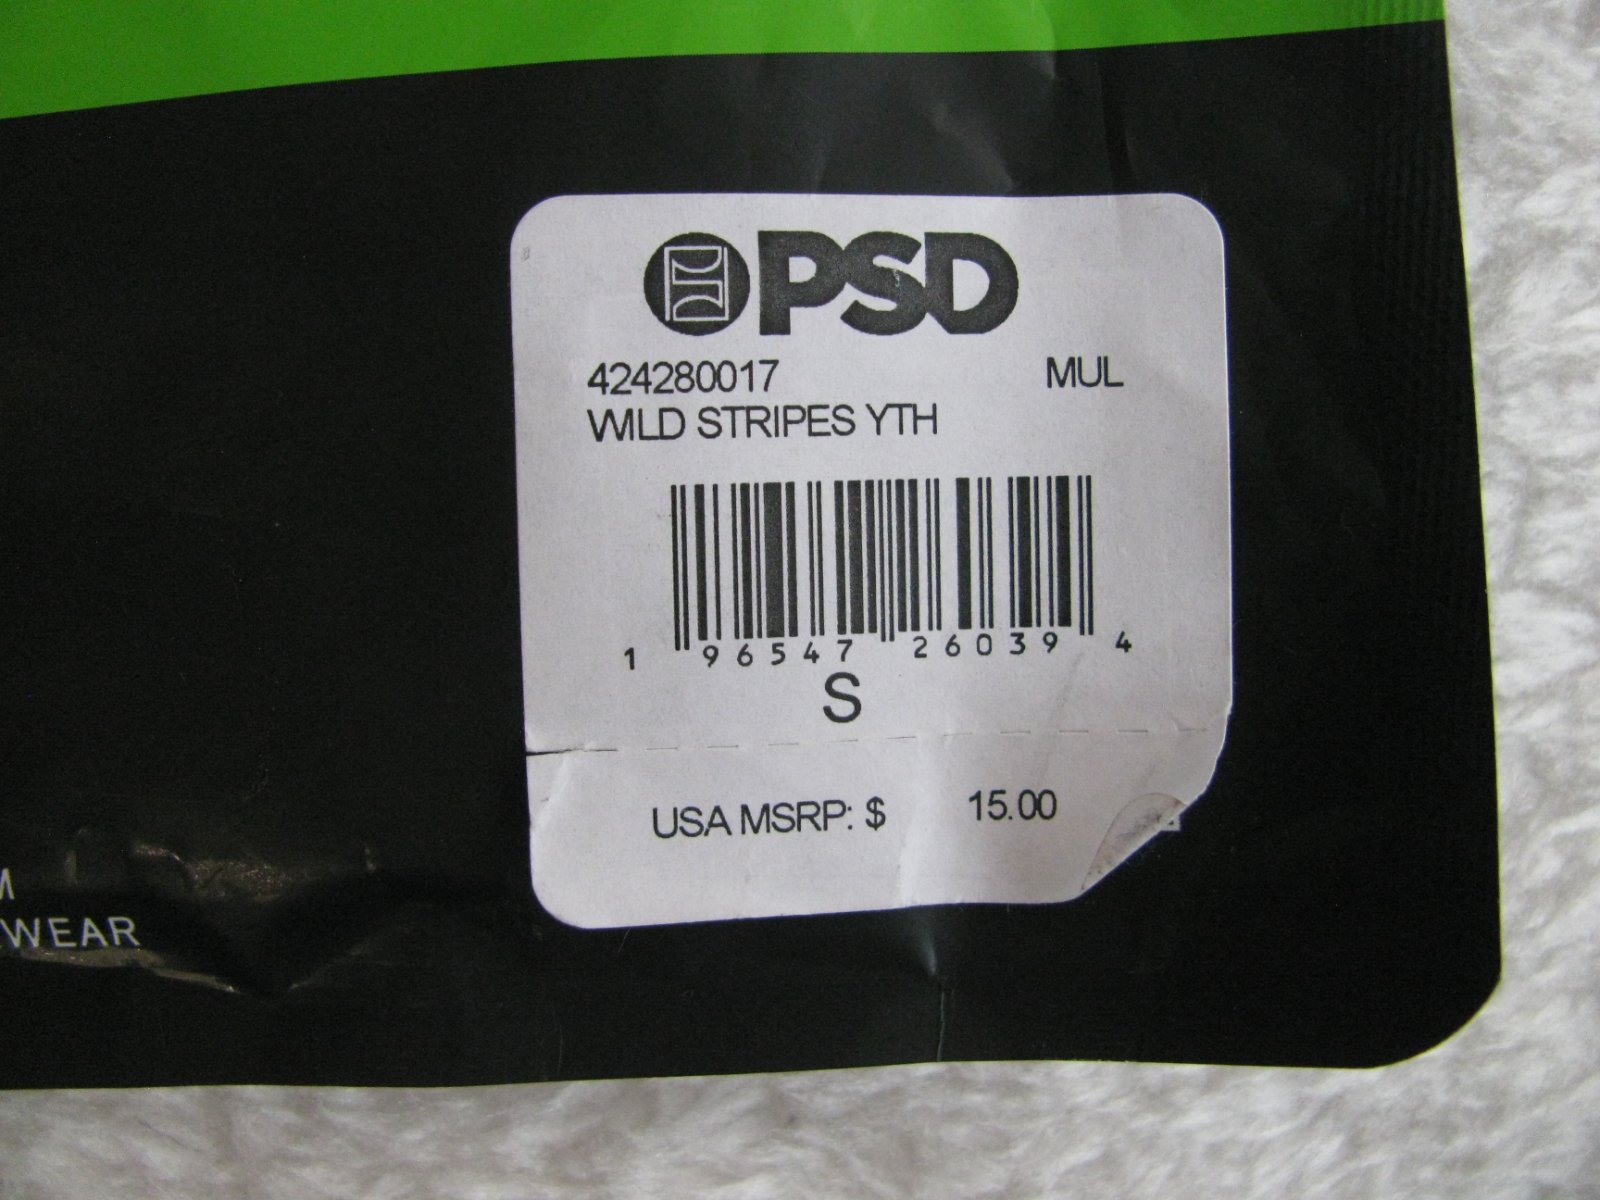 PSD
424280017 MUL
WILD STRIPES YTH
1 96547 26039 4
S
USA MSRP: $ 15.00
M
WEAR